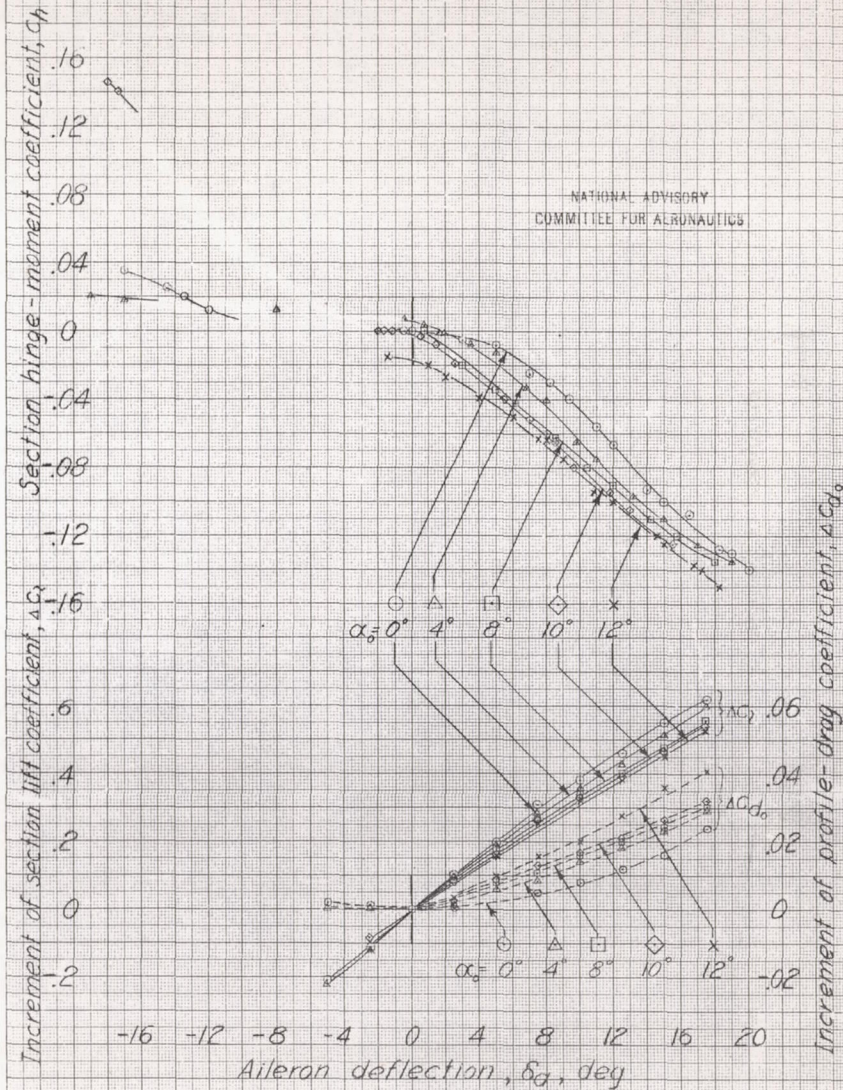 Section hinge-moment coefficient, Ch
.16
.12
.08
.04
0
-.04
-.08
-.12
-.16
NATIONAL ADVISORY
COMMITTEE FOR AERONAUTICS
α₀= 0° 4° 8° 10° 12°
Increment of section lift coefficient, ΔCl
.6
.4
.2
0
-.2
ΔCl
ΔCd₀
Increment of profile-drag coefficient, ΔCd₀
.06
.04
.02
0
-.02
α₀= 0° 4° 8° 10° 12°
-16 -12 -8 -4 0 4 8 12 16 20
Aileron deflection, δa, deg